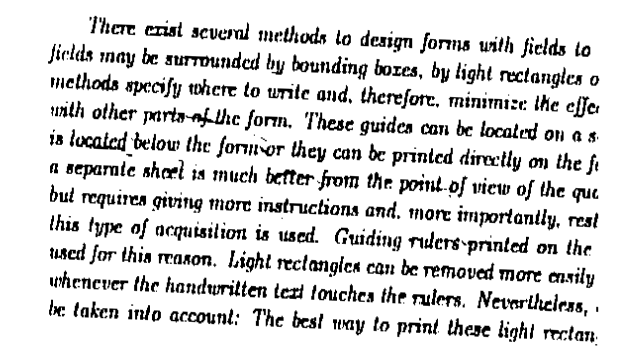 There exist several methods to design forms with fields to
fields may be surrounded by bounding boxes, by light rectangles o
methods specify where to write and, therefore, minimize the effe
with other parts of the form. These guides can be located on a s
is located below the form or they can be printed directly on the fo
a separate sheet is much better from the point of view of the qua
but requires giving more instructions and, more importantly, rest
this type of acquisition is used. Guiding rulers printed on the
used for this reason. Light rectangles can be removed more easily
whenever the handwritten text touches the rulers. Nevertheless,
be taken into account: The best way to print these light rectan